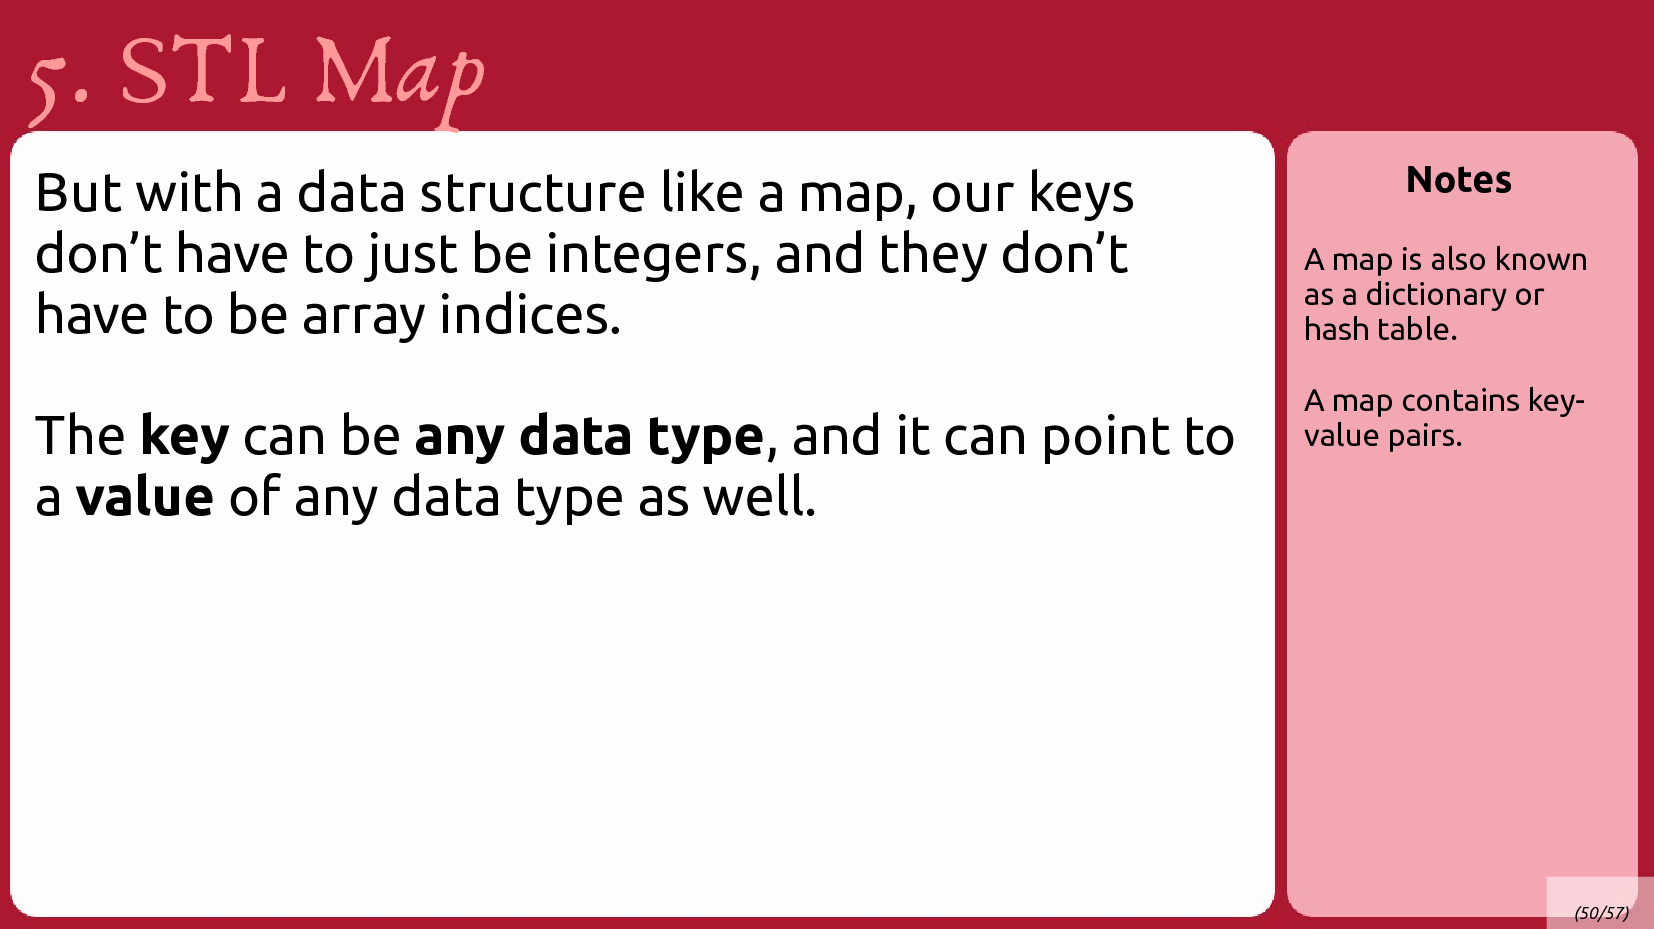 5. STL Map
But with a data structure like a map, our keys
don’t have to just be integers, and they don’t
have to be array indices.
The key can be any data type, and it can point to
a value of any data type as well.
Notes
A map is also known
as a dictionary or
hash table.
A map contains key-
value pairs.
(50/57)